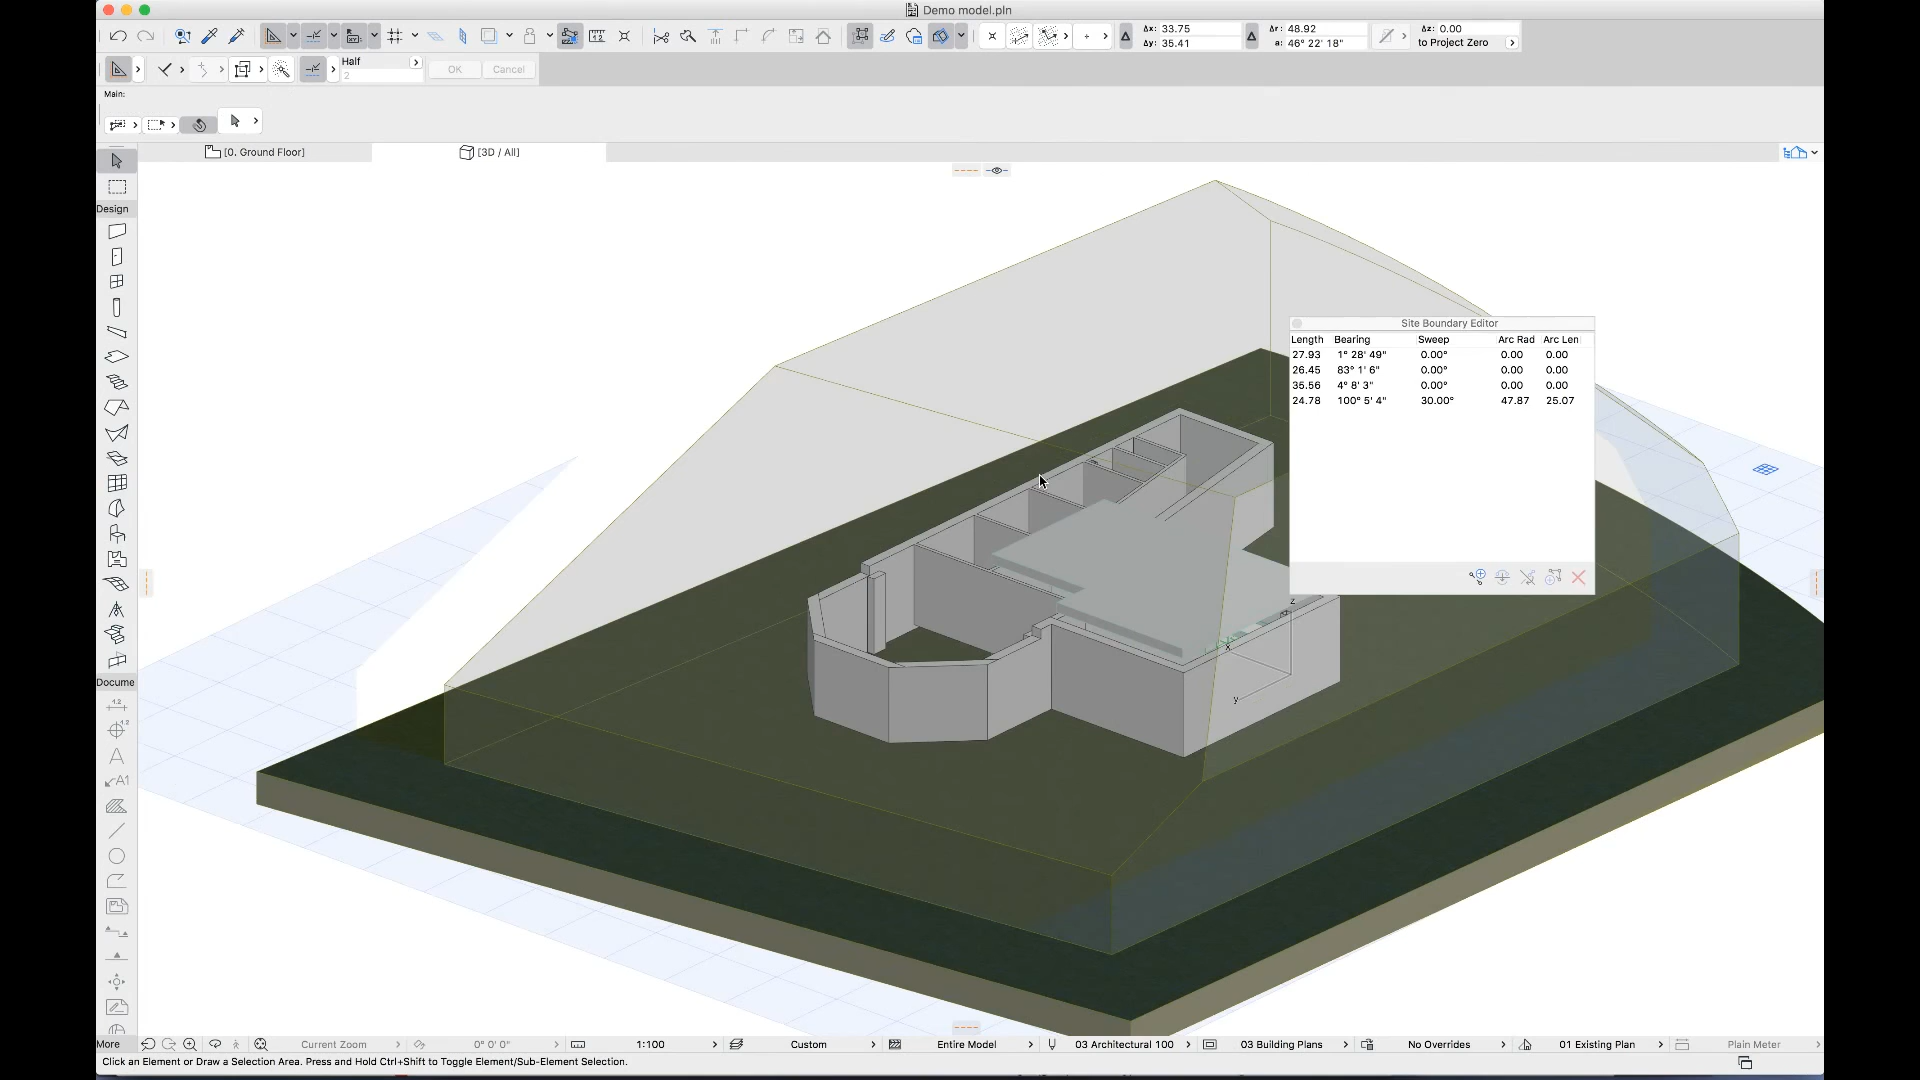 Demo model.pln
Δx: 33.75
Δy: 35.41
Δr: 48.92
a: 46° 22' 18"
Δz: 0.00
to Project Zero
Half
2
OK
Cancel
Main:
[0. Ground Floor]
[3D / All]
Design
Site Boundary Editor
Length Bearing Sweep Arc Rad Arc Len
27.93 1° 28' 49" 0.00° 0.00 0.00
26.45 83° 1' 6" 0.00° 0.00 0.00
35.56 4° 8' 3" 0.00° 0.00 0.00
24.78 100° 5' 4" 30.00° 47.87 25.07
z
x
y
Docume
1.2
1.2
A
A1
More
Current Zoom
0° 0' 0"
1:100
Custom
Entire Model
03 Architectural 100
03 Building Plans
No Overrides
01 Existing Plan
Plain Meter
Click an Element or Draw a Selection Area. Press and Hold Ctrl+Shift to Toggle Element/Sub-Element Selection.